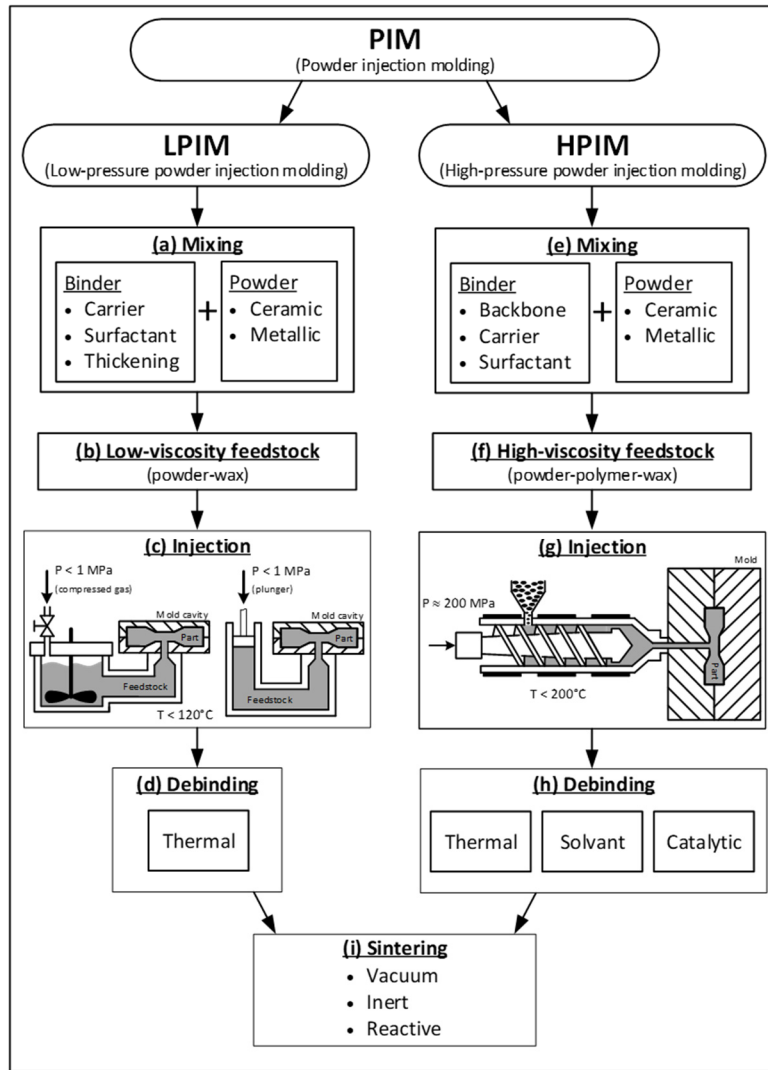 PIM
(Powder injection molding)
LPIM
(Low-pressure powder injection molding)
HPIM
(High-pressure powder injection molding)
(a) Mixing
Binder
• Carrier
• Surfactant
• Thickening
+
Powder
• Ceramic
• Metallic
(e) Mixing
Binder
• Backbone
• Carrier
• Surfactant
+
Powder
• Ceramic
• Metallic
(b) Low-viscosity feedstock
(powder-wax)
(f) High-viscosity feedstock
(powder-polymer-wax)
(c) Injection
P < 1 MPa
(compressed gas)
P < 1 MPa
(plunger)
Mold cavity
Part
Feedstock
Mold cavity
Part
Feedstock
T < 120°C
(g) Injection
Mold
P ≈ 200 MPa
Part
T < 200°C
(d) Debinding
Thermal
(h) Debinding
Thermal
Solvant
Catalytic
(i) Sintering
• Vacuum
• Inert
• Reactive